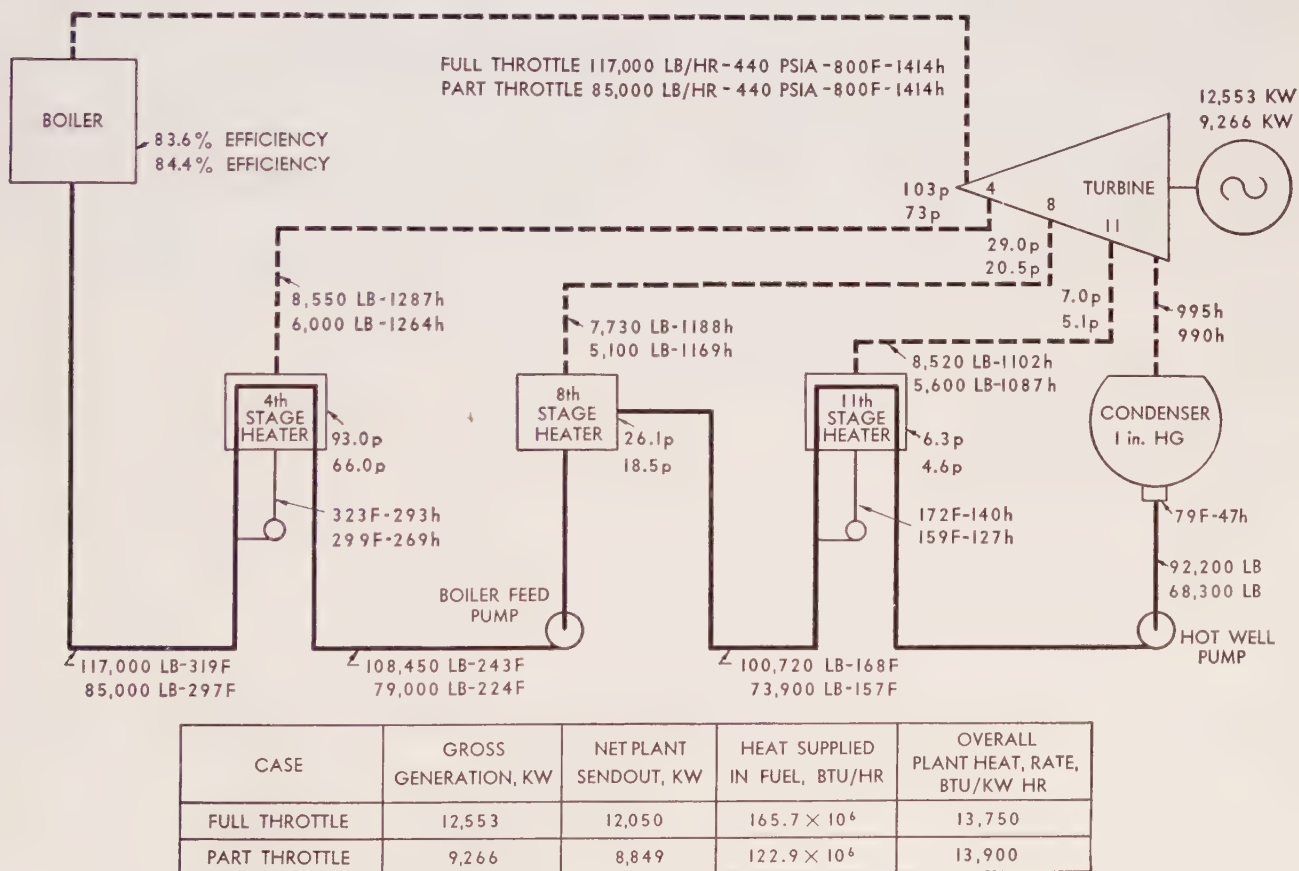 FULL THROTTLE 117,000 LB/HR-440 PSIA-800F-1414h
PART THROTTLE 85,000 LB/HR-440 PSIA-800F-1414h
BOILER
83.6% EFFICIENCY
84.4% EFFICIENCY
12,553 KW
9,266 KW
TURBINE
103p
73p
4
8
11
29.0p
20.5p
7.0p
5.1p
8,550 LB-1287h
6,000 LB-1264h
7,730 LB-1188h
5,100 LB-1169h
8,520 LB-1102h
5,600 LB-1087h
995h
990h
4th
STAGE
HEATER
93.0p
66.0p
8th
STAGE
HEATER
26.1p
18.5p
11th
STAGE
HEATER
6.3p
4.6p
CONDENSER
1 in. HG
323F-293h
299F-269h
172F-140h
159F-127h
79F-47h
92,200 LB
68,300 LB
BOILER FEED
PUMP
HOT WELL
PUMP
117,000 LB-319F
85,000 LB-297F
108,450 LB-243F
79,000 LB-224F
100,720 LB-168F
73,900 LB-157F
CASE
GROSS
GENERATION, KW
NET PLANT
SENDOUT, KW
HEAT SUPPLIED
IN FUEL, BTU/HR
OVERALL
PLANT HEAT, RATE,
BTU/KW HR
FULL THROTTLE 12,553 12,050 165.7 × 10⁶ 13,750
PART THROTTLE 9,266 8,849 122.9 × 10⁶ 13,900